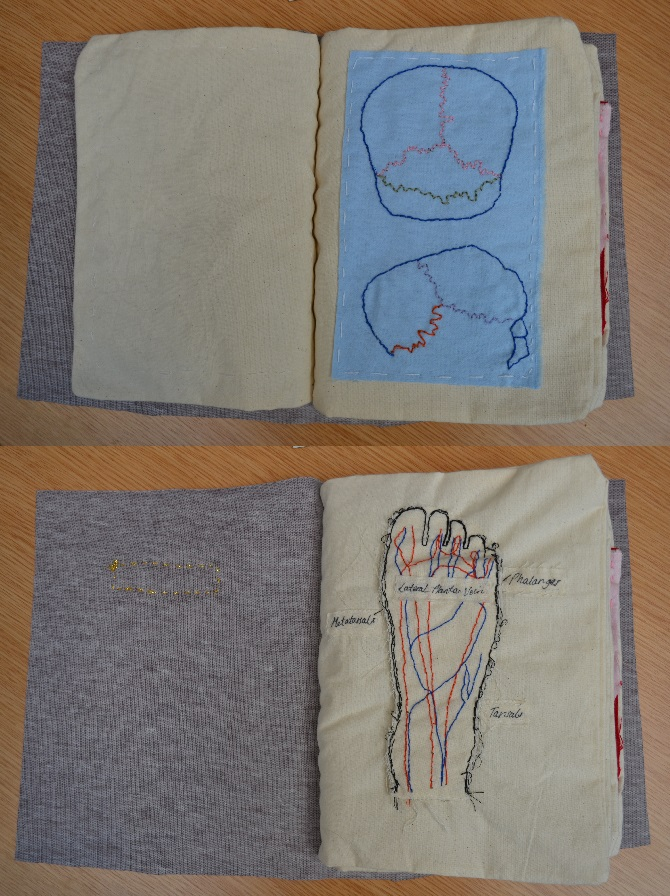 Phalanges
Lateral Plantar Vein
Metatarsals
Tarsals